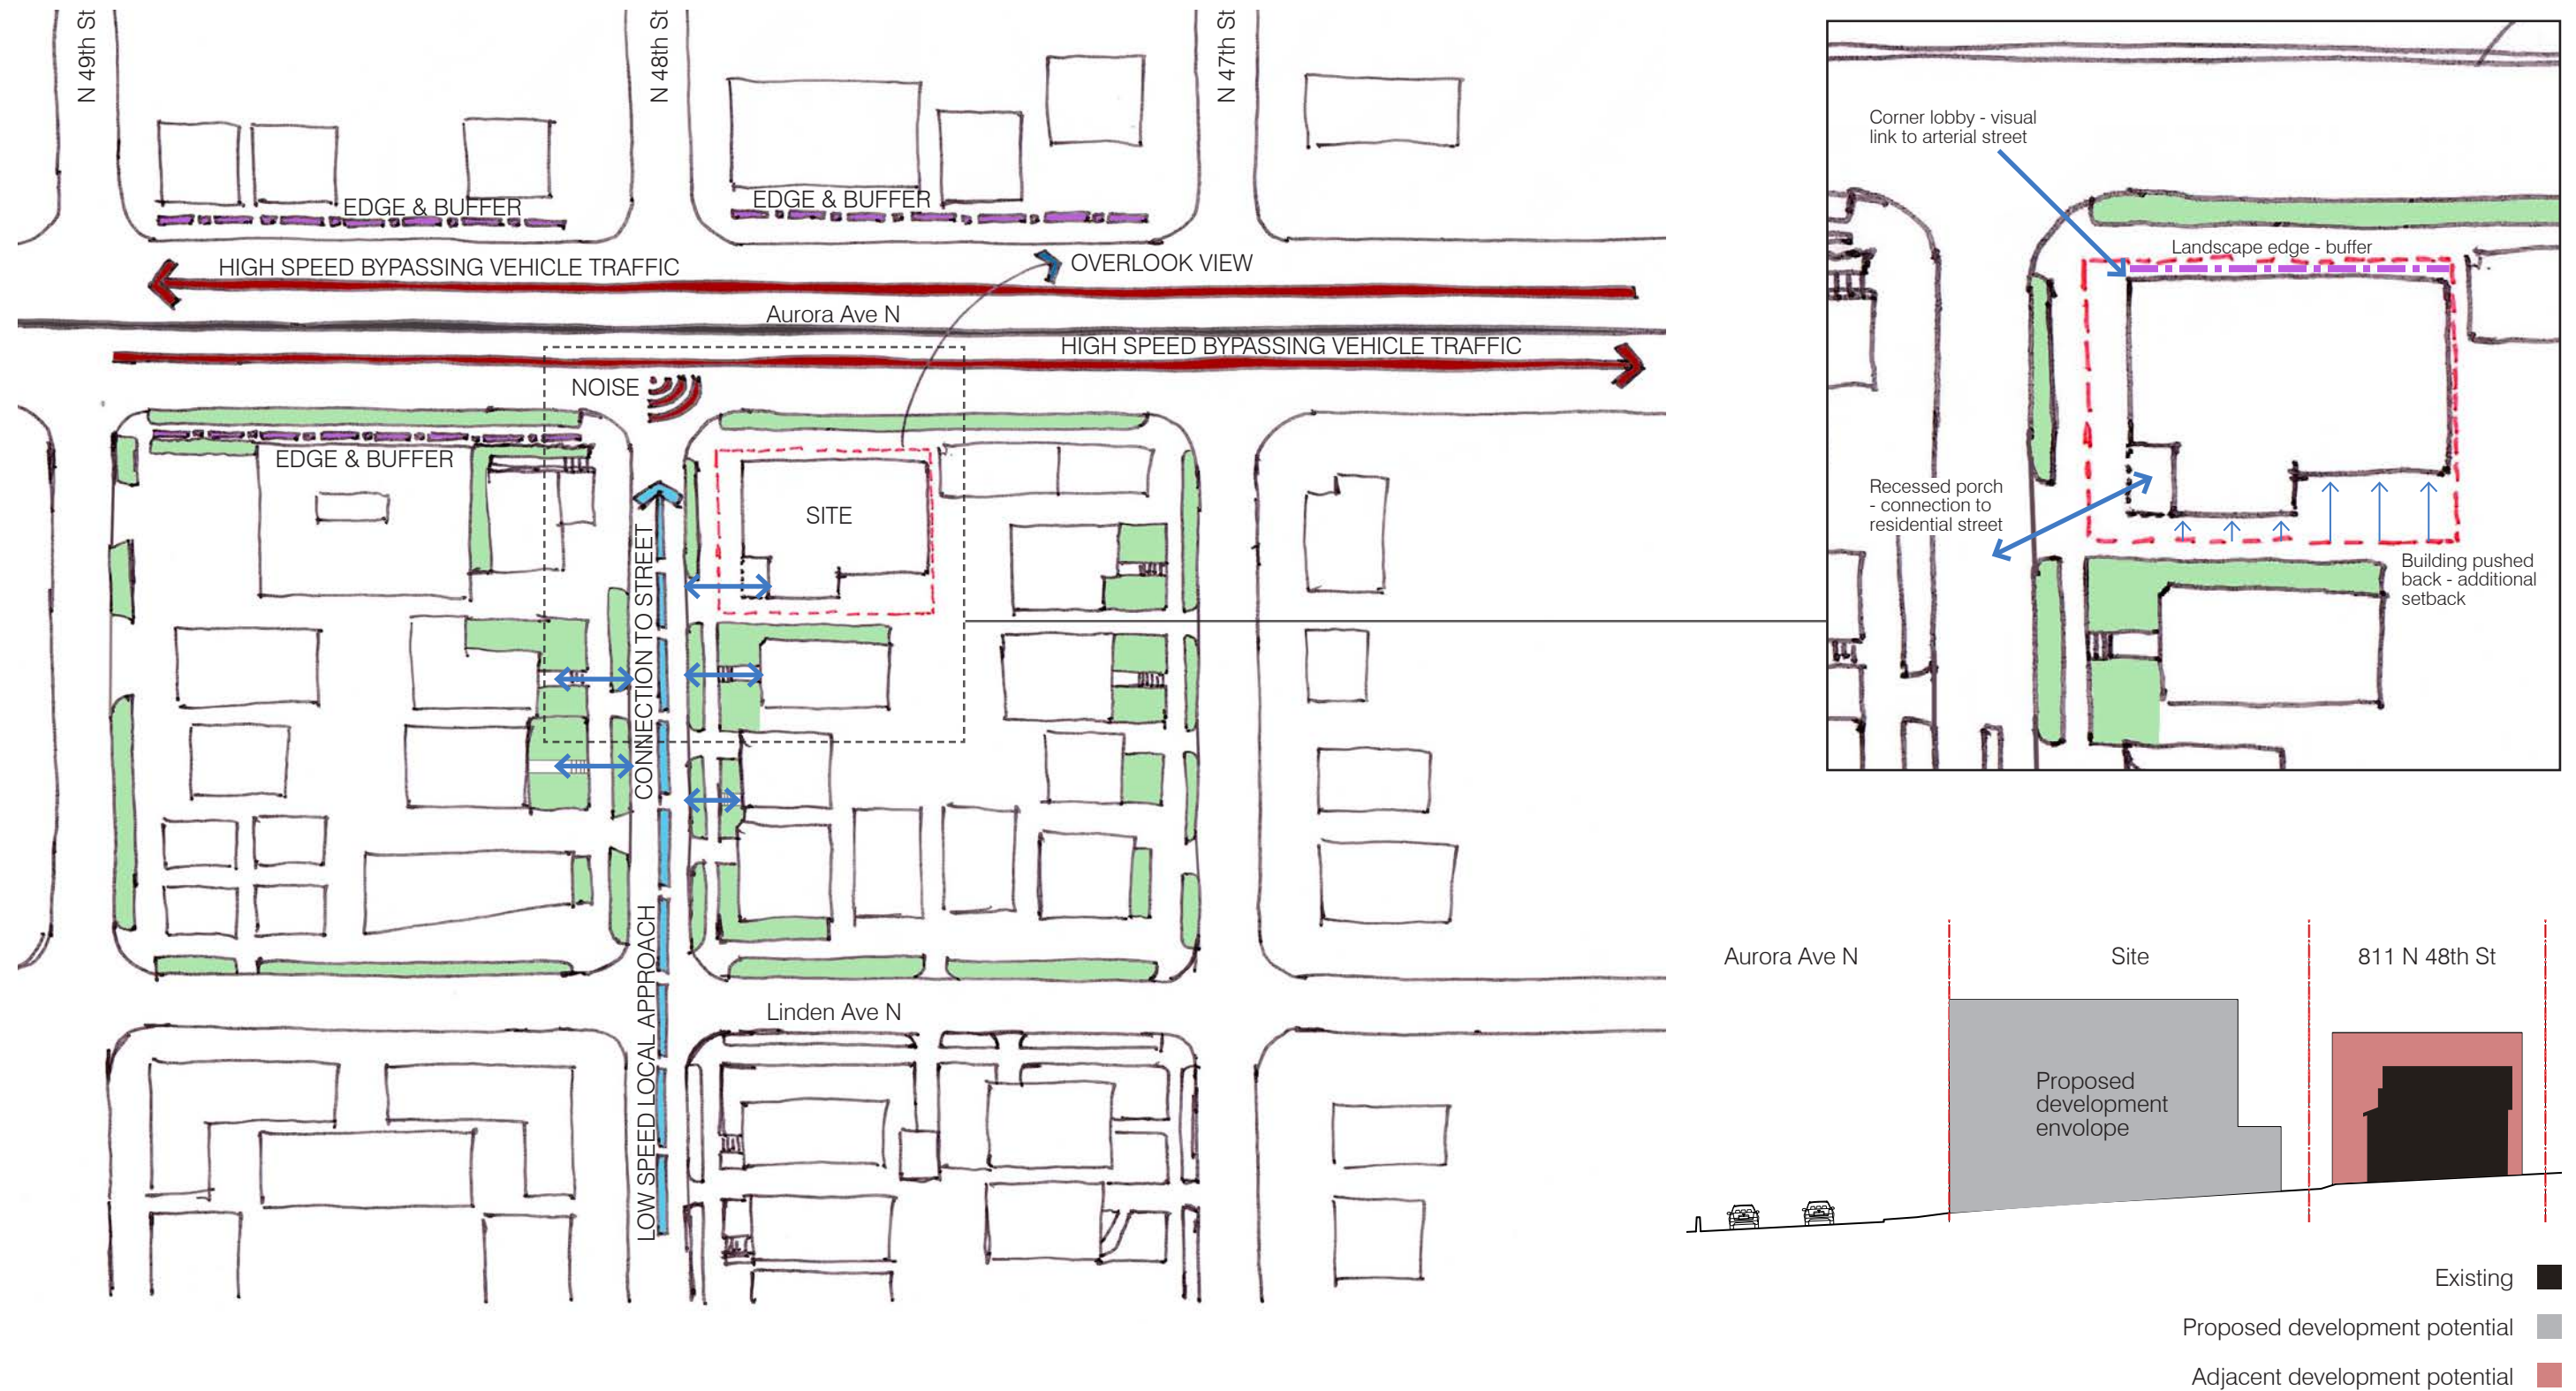 N 49th St
N 48th St
N 47th St
EDGE & BUFFER
EDGE & BUFFER
HIGH SPEED BYPASSING VEHICLE TRAFFIC
OVERLOOK VIEW
Aurora Ave N
HIGH SPEED BYPASSING VEHICLE TRAFFIC
NOISE
EDGE & BUFFER
SITE
CONNECTION TO STREET
LOW SPEED LOCAL APPROACH
Linden Ave N
Corner lobby - visual
link to arterial street
Landscape edge - buffer
Recessed porch
- connection to
residential street
Building pushed
back - additional
setback
Aurora Ave N
Site
811 N 48th St
Proposed
development
envolope
Existing
Proposed development potential
Adjacent development potential